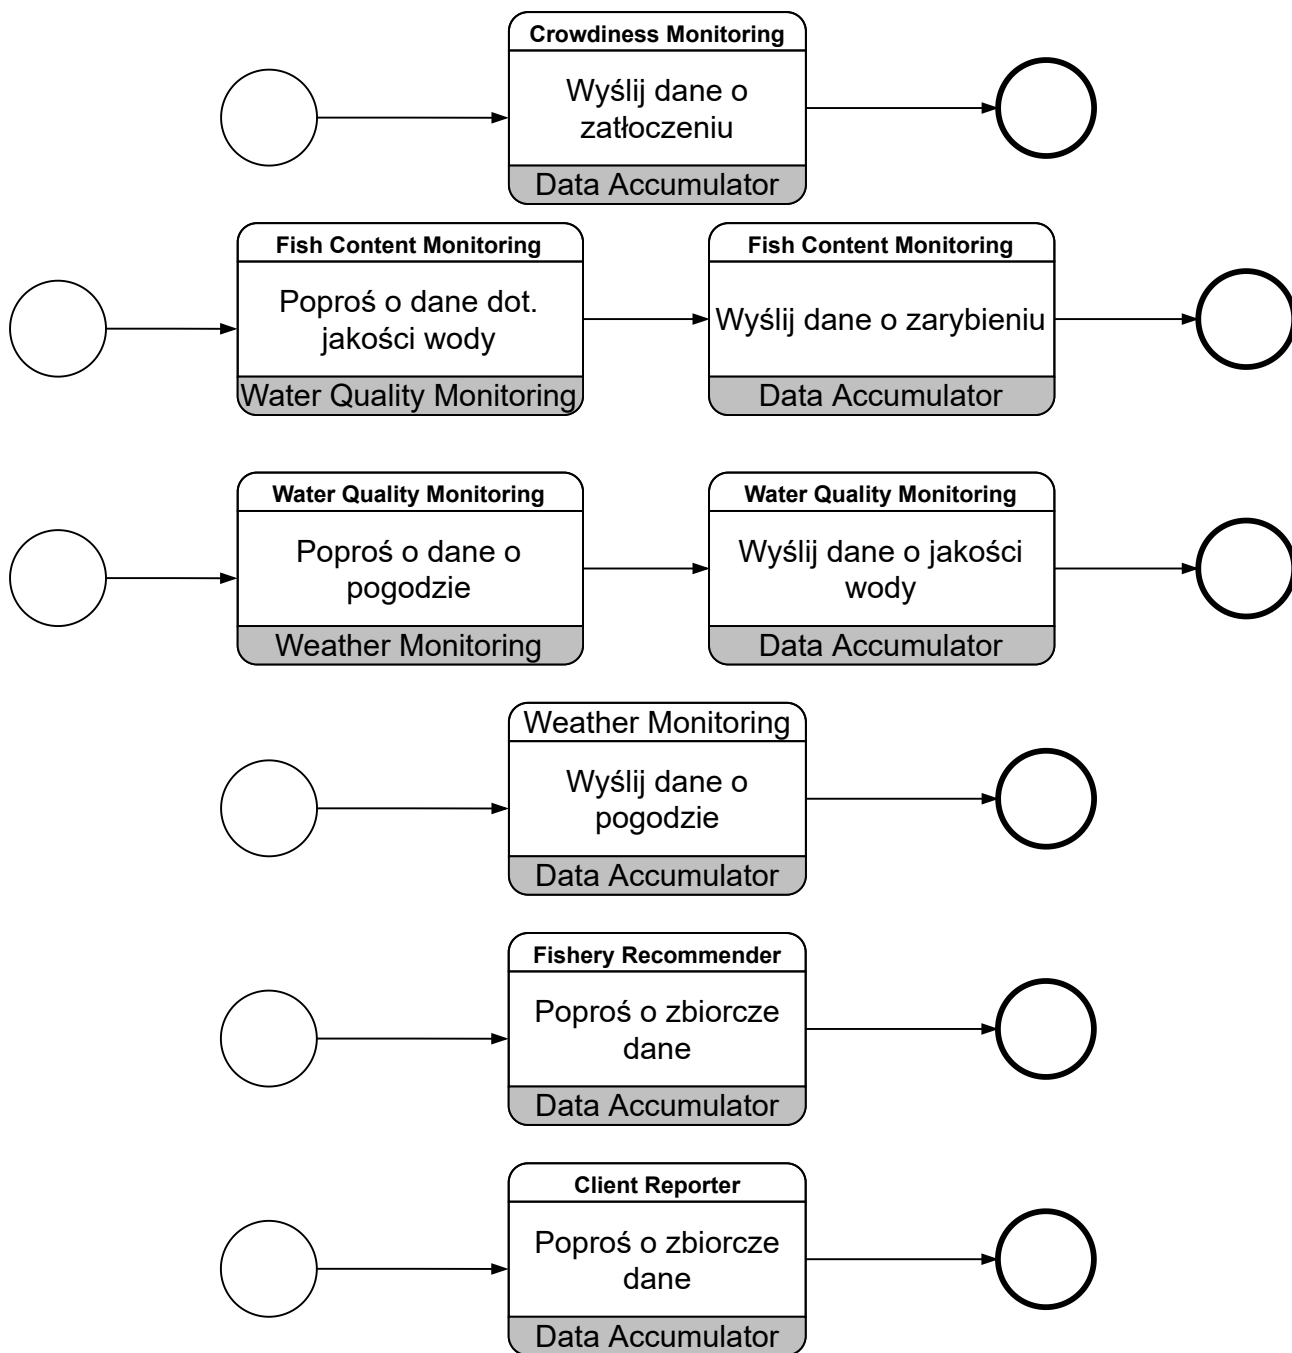 Crowdiness Monitoring
Wyślij dane o
zatłoczeniu
Data Accumulator
Fish Content Monitoring
Poproś o dane dot.
jakości wody
Water Quality Monitoring
Fish Content Monitoring
Wyślij dane o zarybieniu
Data Accumulator
Water Quality Monitoring
Poproś o dane o
pogodzie
Weather Monitoring
Water Quality Monitoring
Wyślij dane o jakości
wody
Data Accumulator
Weather Monitoring
Wyślij dane o
pogodzie
Data Accumulator
Fishery Recommender
Poproś o zbiorcze
dane
Data Accumulator
Client Reporter
Poproś o zbiorcze
dane
Data Accumulator